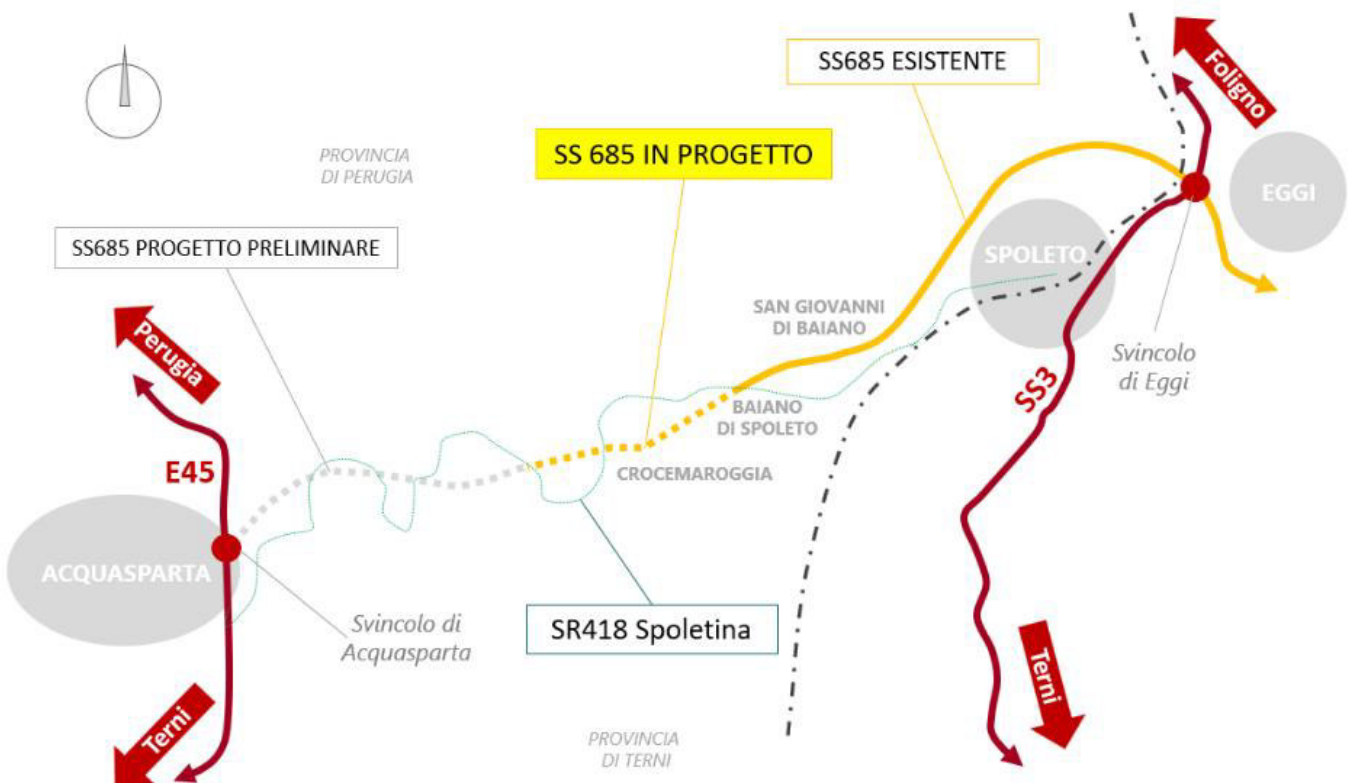 Foligno
SS685 ESISTENTE
SS 685 IN PROGETTO
PROVINCIA
DI PERUGIA
EGGI
SS685 PROGETTO PRELIMINARE
SPOLETO
SAN GIOVANNI
DI BAIANO
Perugia
Svincolo
di Eggi
SS3
BAIANO
DI SPOLETO
E45
CROCEMAROGGIA
ACQUASPARTA
Svincolo di
Acquasparta
SR418 Spoletina
Terni
Terni
PROVINCIA
DI TERNI